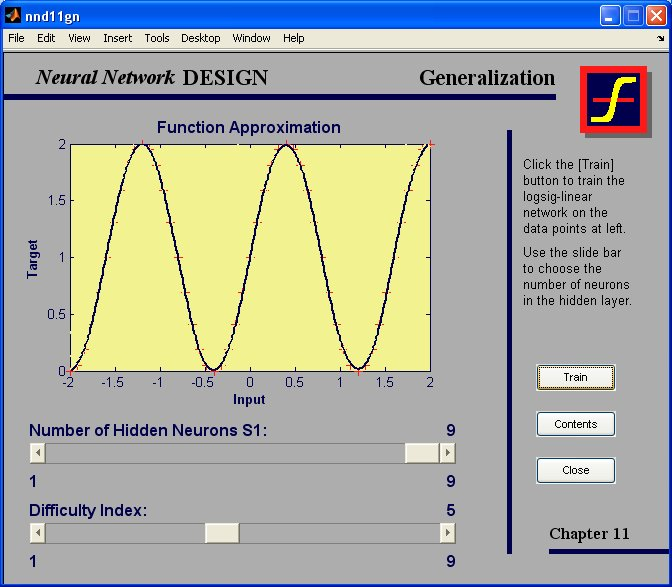 nnd11gn
File Edit View Insert Tools Desktop Window Help
Neural Network DESIGN
Generalization
Function Approximation
2
1.5
1
0.5
0
Target
-2 -1.5 -1 -0.5 0 0.5 1 1.5 2
Input
Click the [Train]
button to train the
logsig-linear
network on the
data points at left.
Use the slide bar
to choose the
number of neurons
in the hidden layer.
Train
Contents
Close
Number of Hidden Neurons S1: 9
1 9
Difficulty Index: 5
1 9
Chapter 11